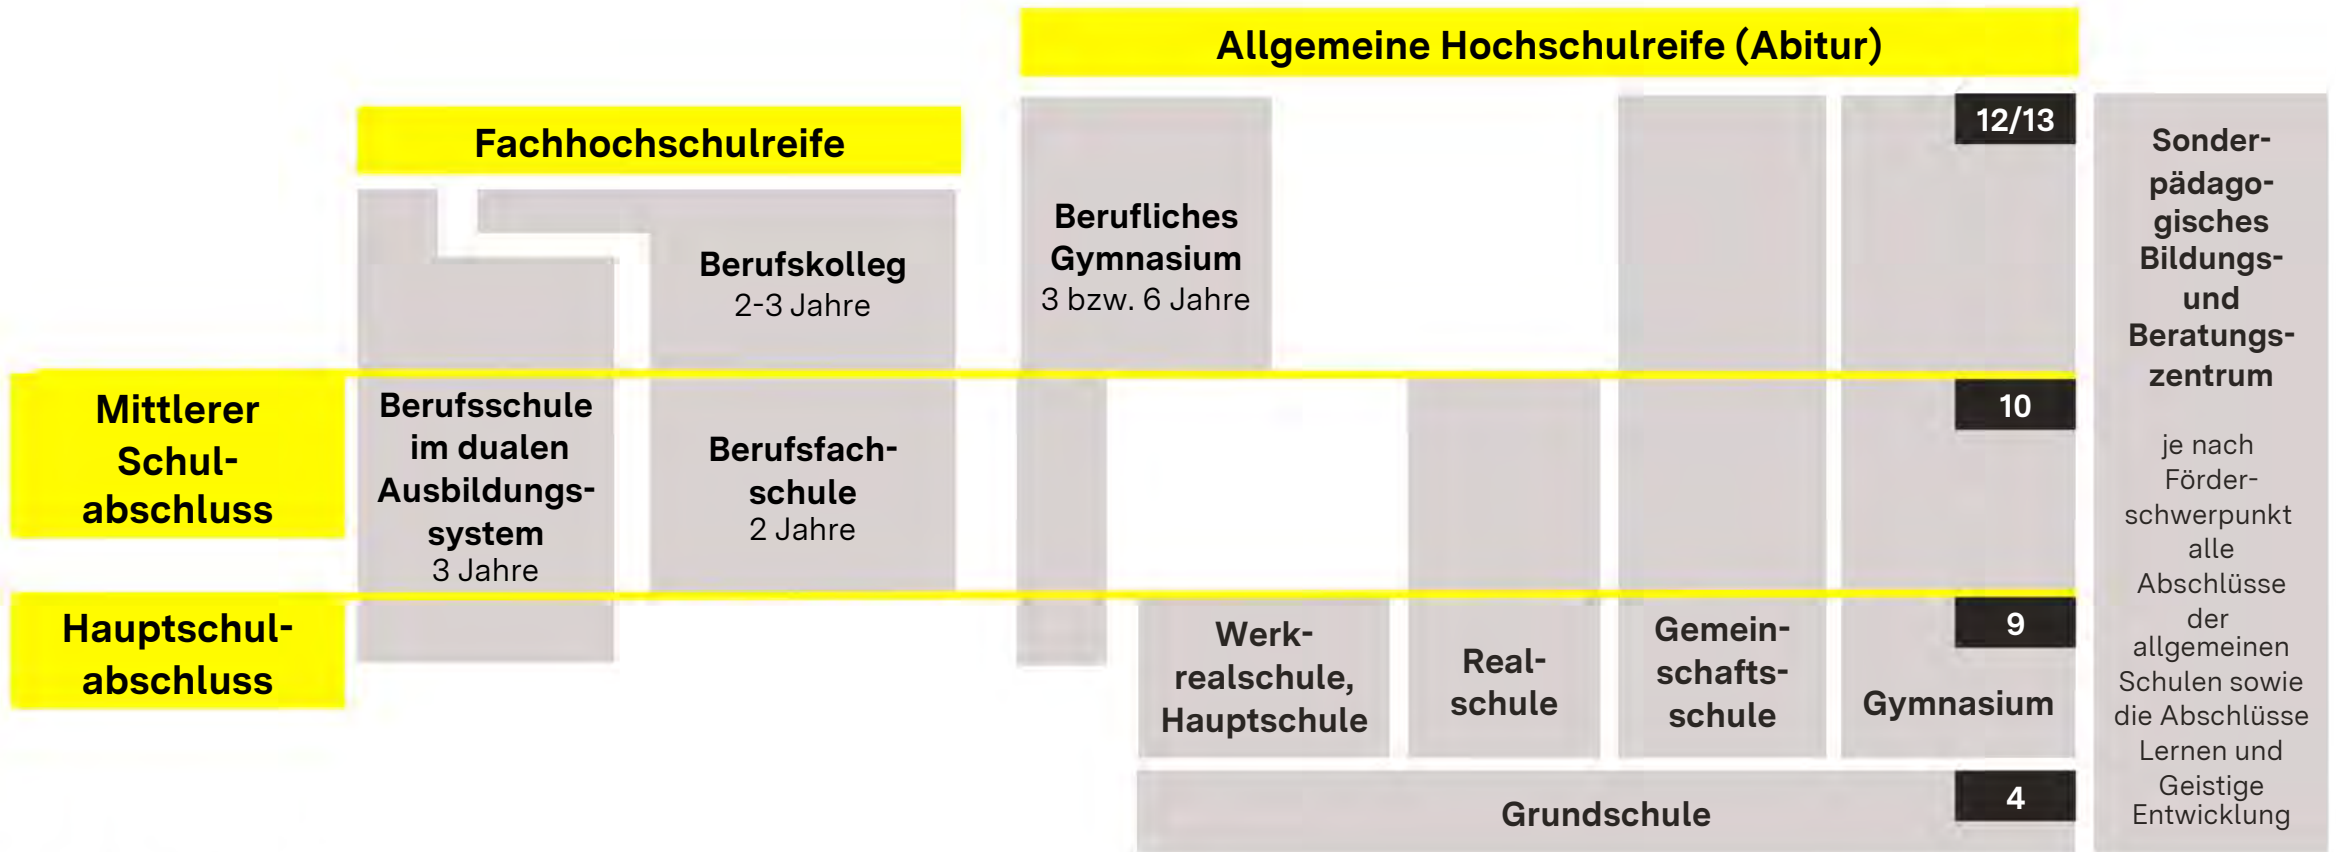 Allgemeine Hochschulreife (Abitur)
Fachhochschulreife
12/13
Berufskolleg
2-3 Jahre
Berufliches
Gymnasium
3 bzw. 6 Jahre
Mittlerer
Schul-
abschluss
Berufsschule
im dualen
Ausbildungs-
system
3 Jahre
Berufsfach-
schule
2 Jahre
10
Hauptschul-
abschluss
Werk-
realschule,
Hauptschule
Real-
schule
Gemein-
schafts-
schule
9
Gymnasium
Grundschule
4
Sonder-
pädago-
gisches
Bildungs-
und
Beratungs-
zentrum
je nach
Förder-
schwerpunkt
alle
Abschlüsse
der
allgemeinen
Schulen sowie
die Abschlüsse
Lernen und
Geistige
Entwicklung